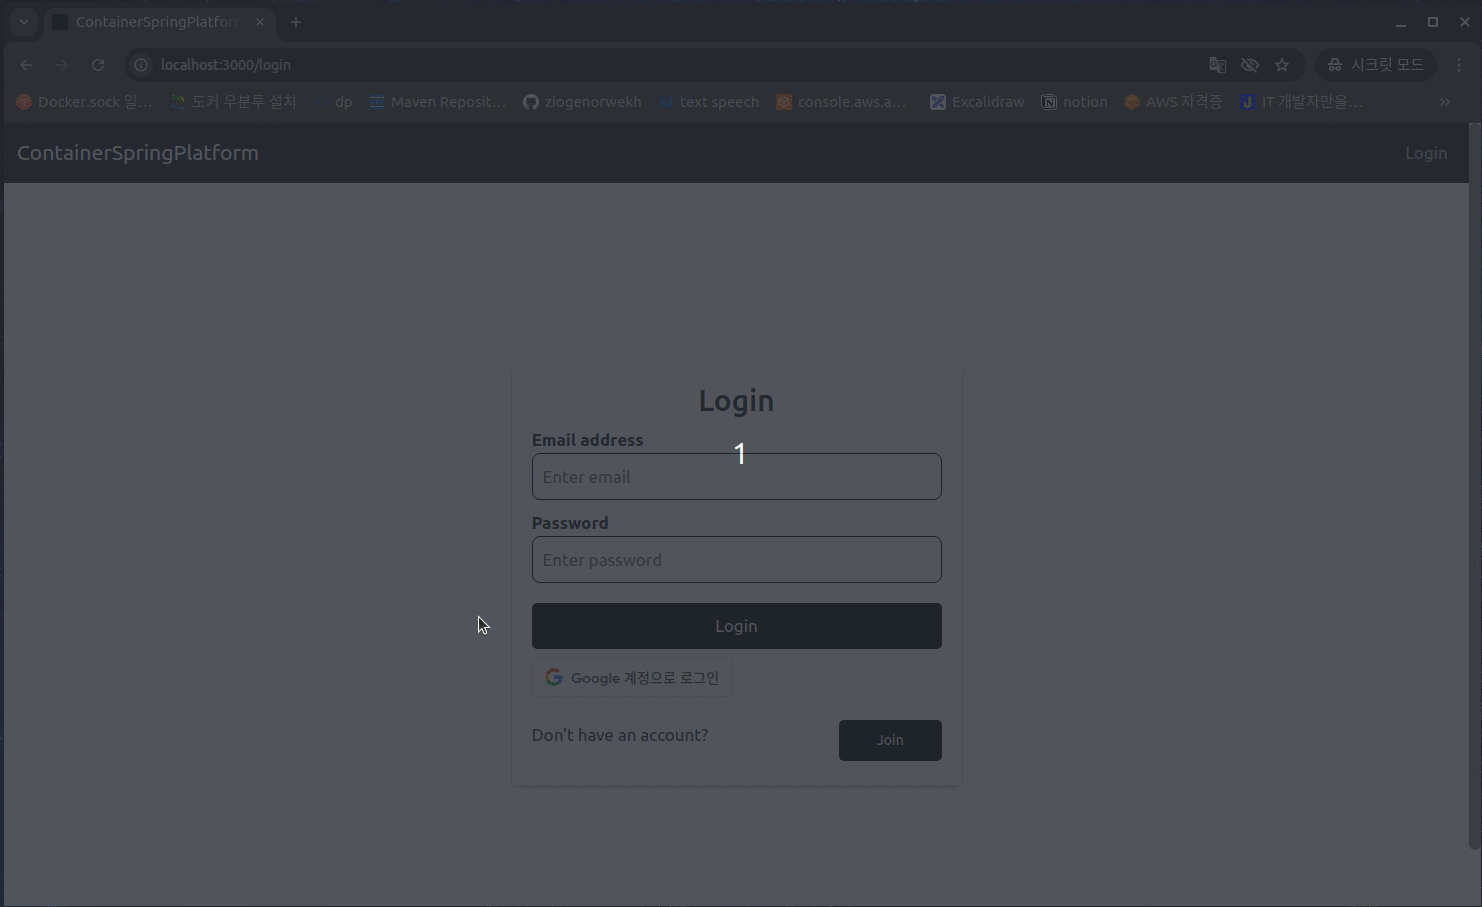 ContainerSpringPlatfor
localhost:3000/login
시크릿 모드
Docker.sock 일...
도커 우분투 설치
dp
Maven Reposit...
ziogenorwekh
text speech
console.aws.a...
Excalidraw
notion
AWS 자격증
IT 개발자만을...
ContainerSpringPlatform
Login
Login
Email address
1
Enter email
Password
Enter password
Login
Google 계정으로 로그인
Don't have an account?
Join